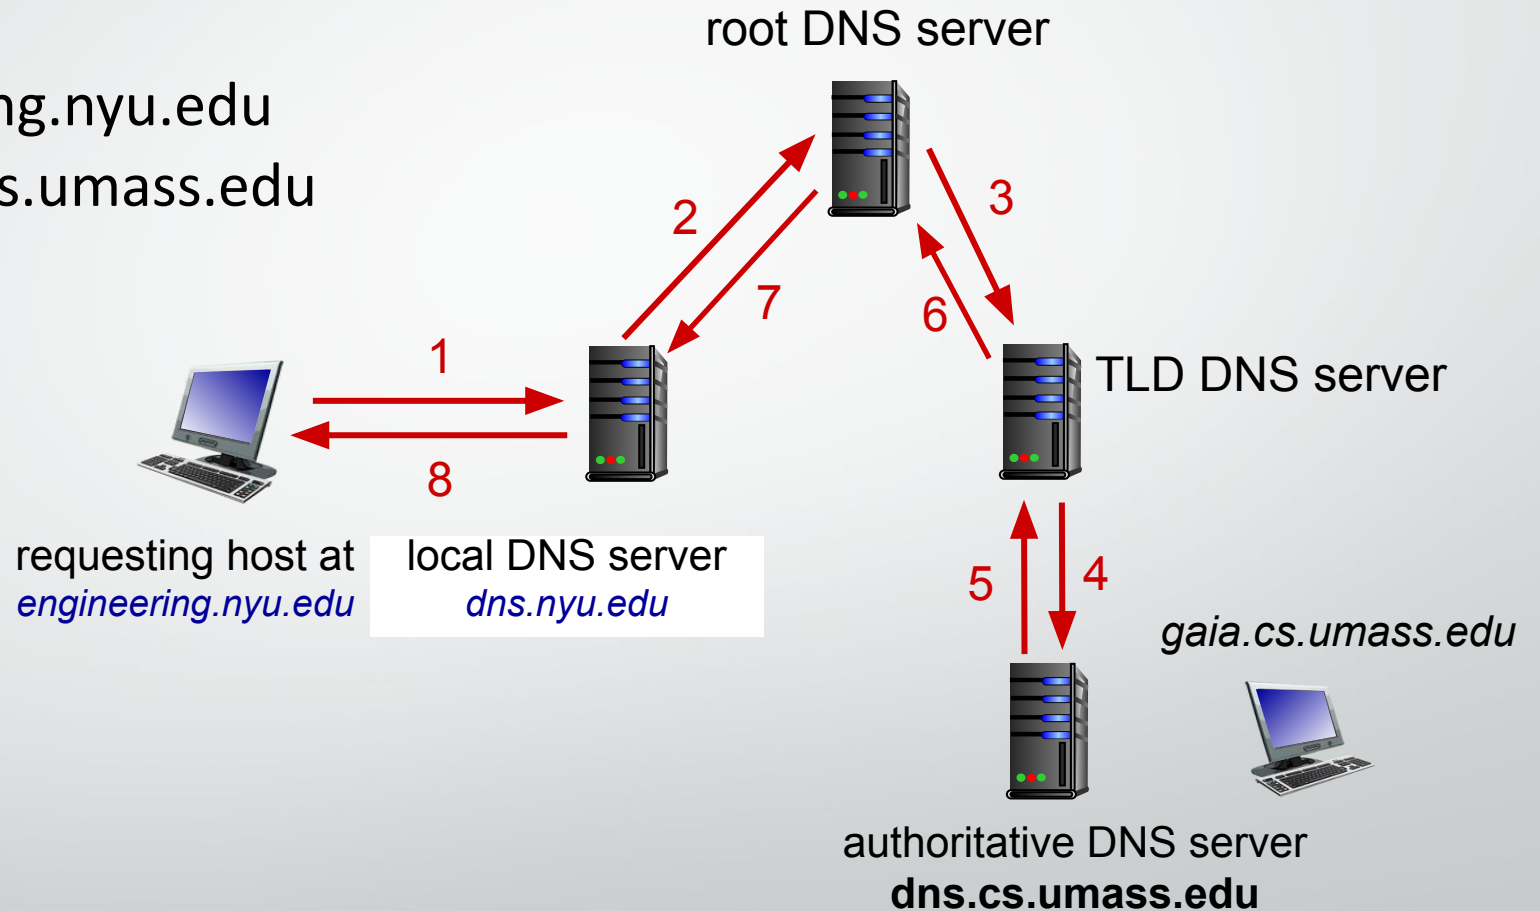 root DNS server
ng.nyu.edu
s.umass.edu
2
3
7
6
1
TLD DNS server
8
requesting host at
engineering.nyu.edu
local DNS server
dns.nyu.edu
5
4
gaia.cs.umass.edu
authoritative DNS server
dns.cs.umass.edu